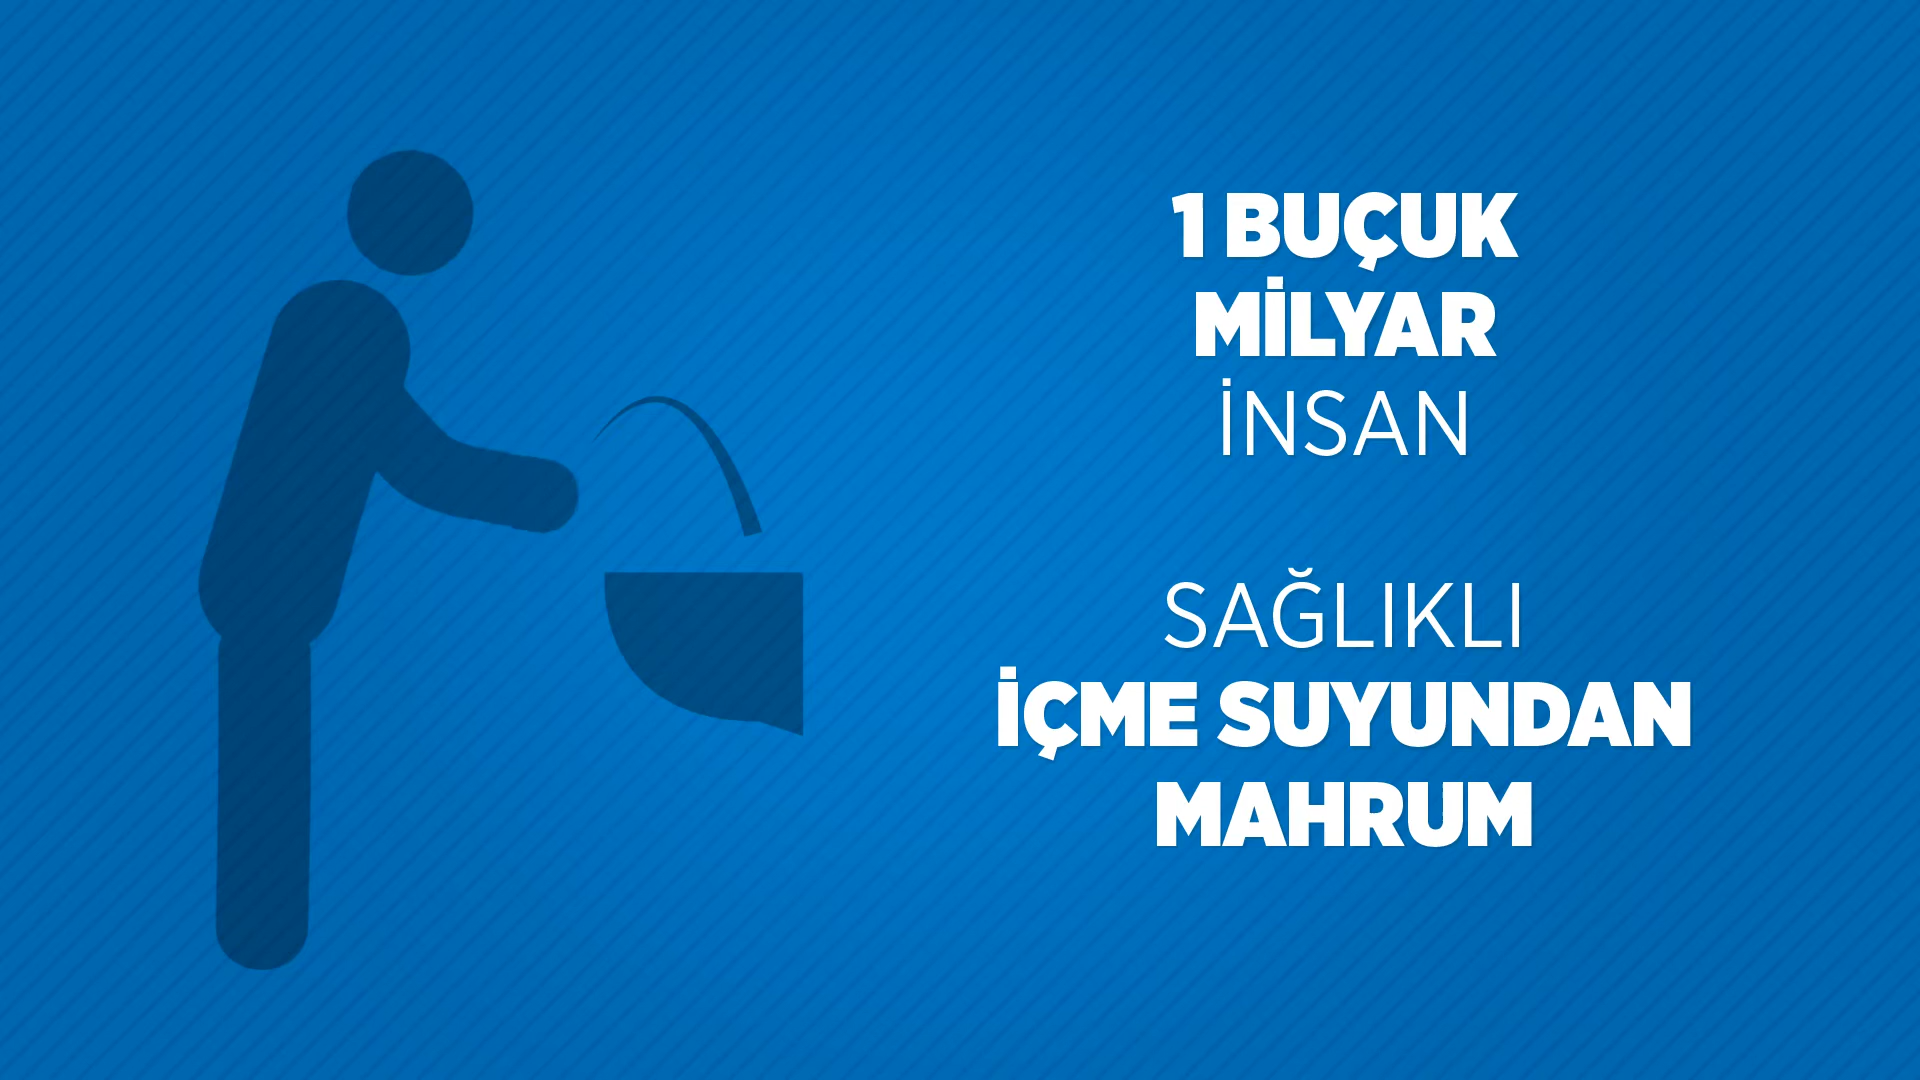 1 BUÇUK
MİLYAR
İNSAN
SAĞLIKLI
İÇME SUYUNDAN
MAHRUM